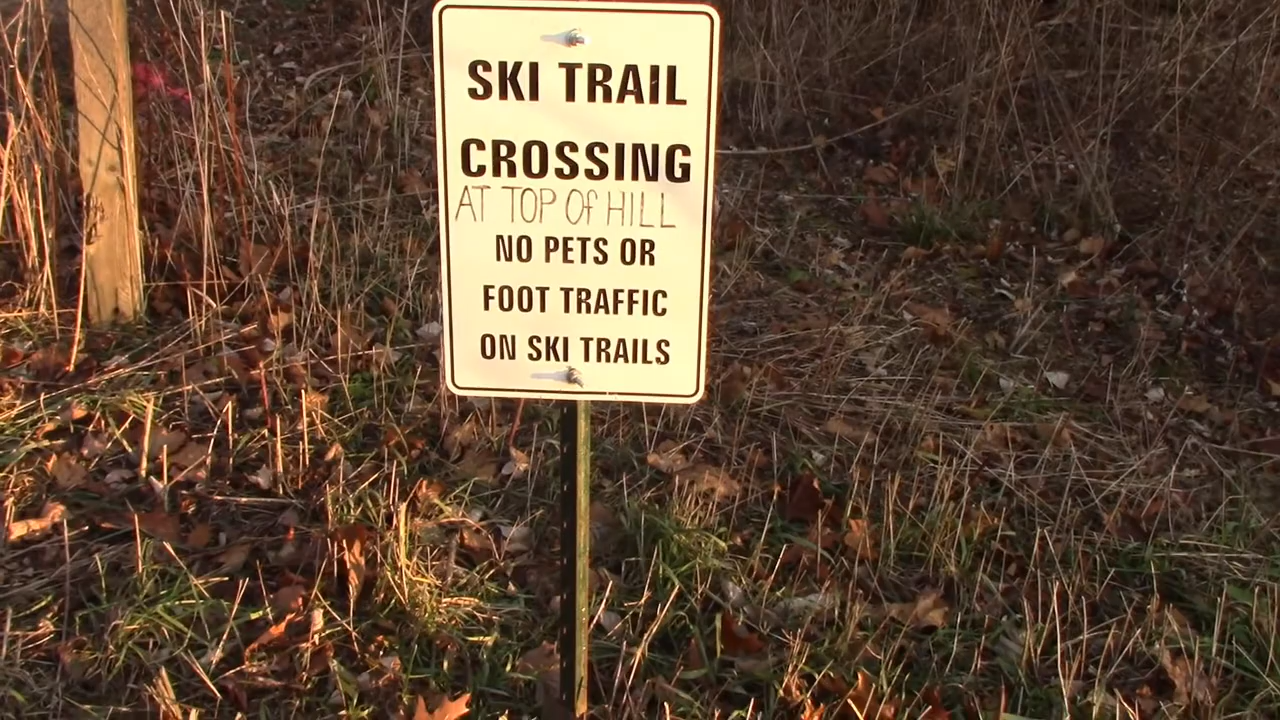 SKI TRAIL
CROSSING
AT TOP Of HILL
NO PETS OR
FOOT TRAFFIC
ON SKI TRAILS